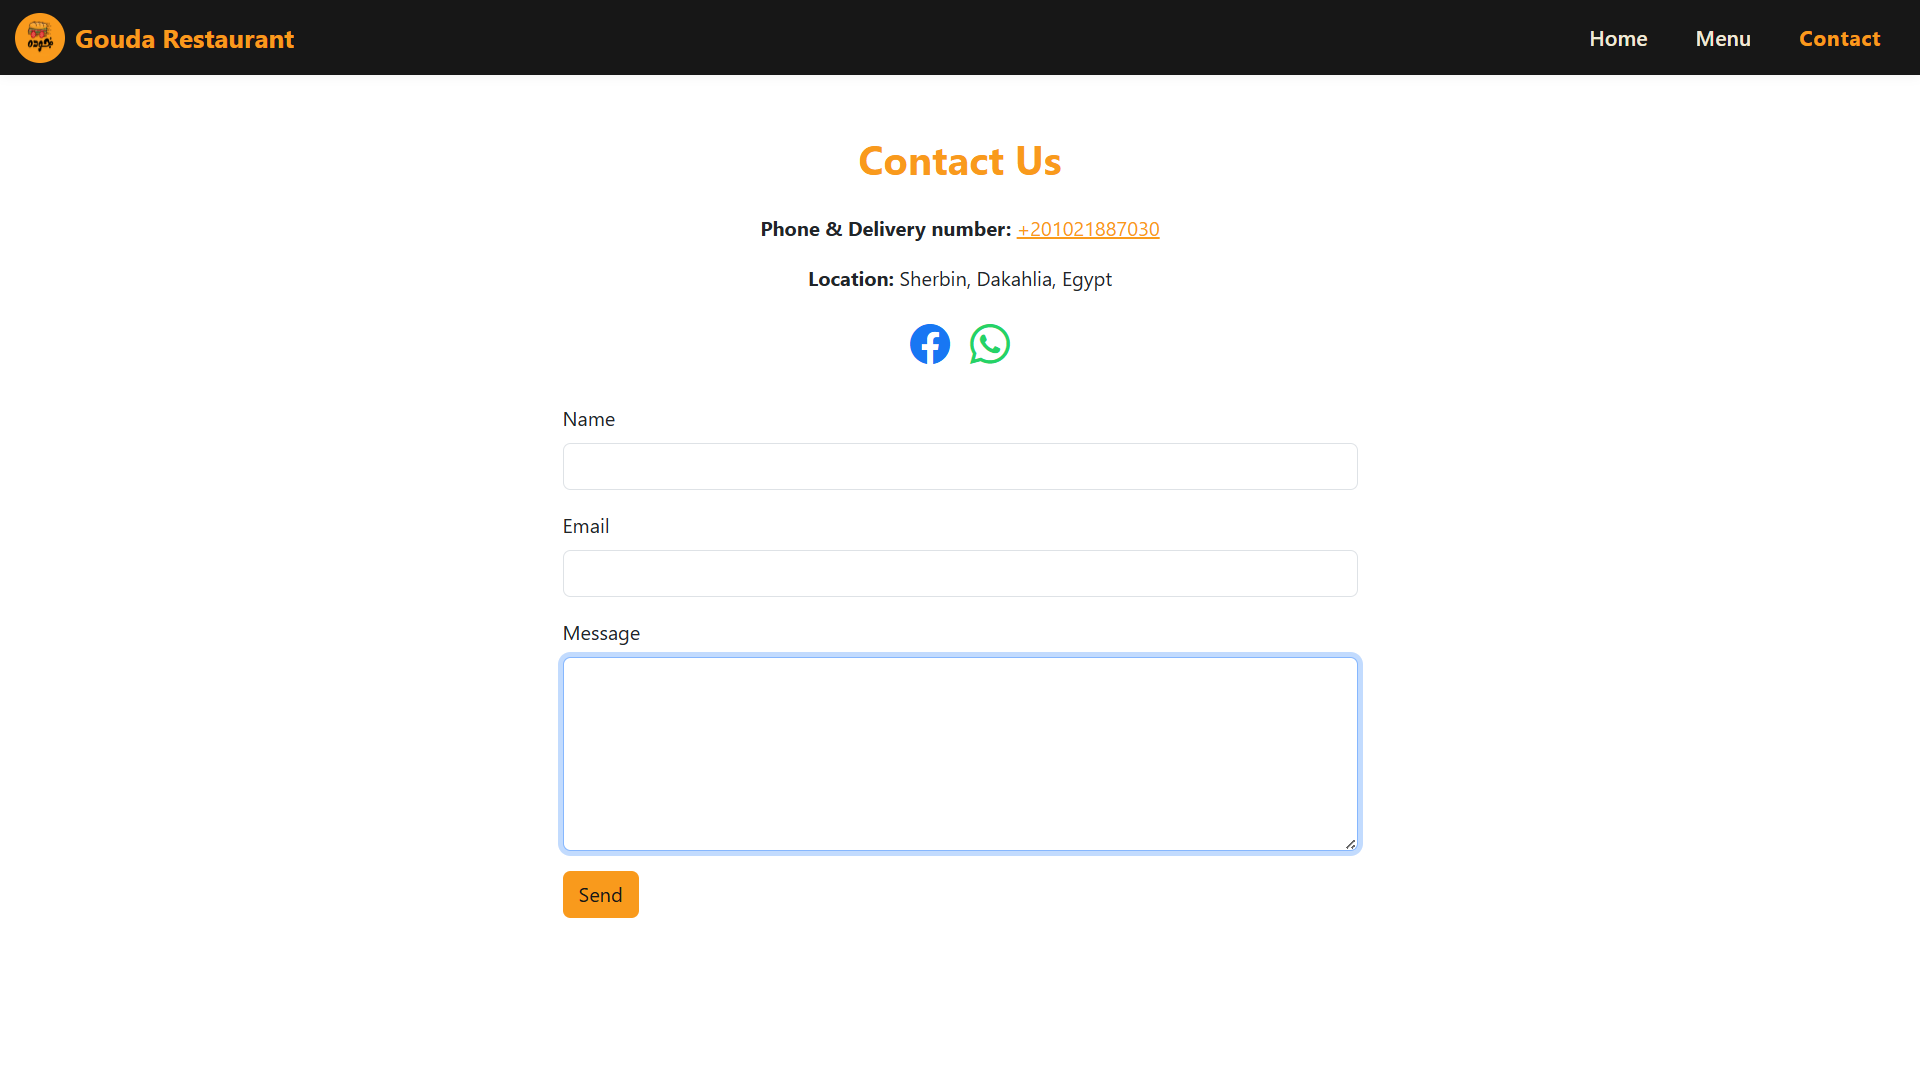 جوده
Gouda Restaurant
Home
Menu
Contact
Contact Us
Phone & Delivery number: +201021887030
Location: Sherbin, Dakahlia, Egypt
Name
Email
Message
Send